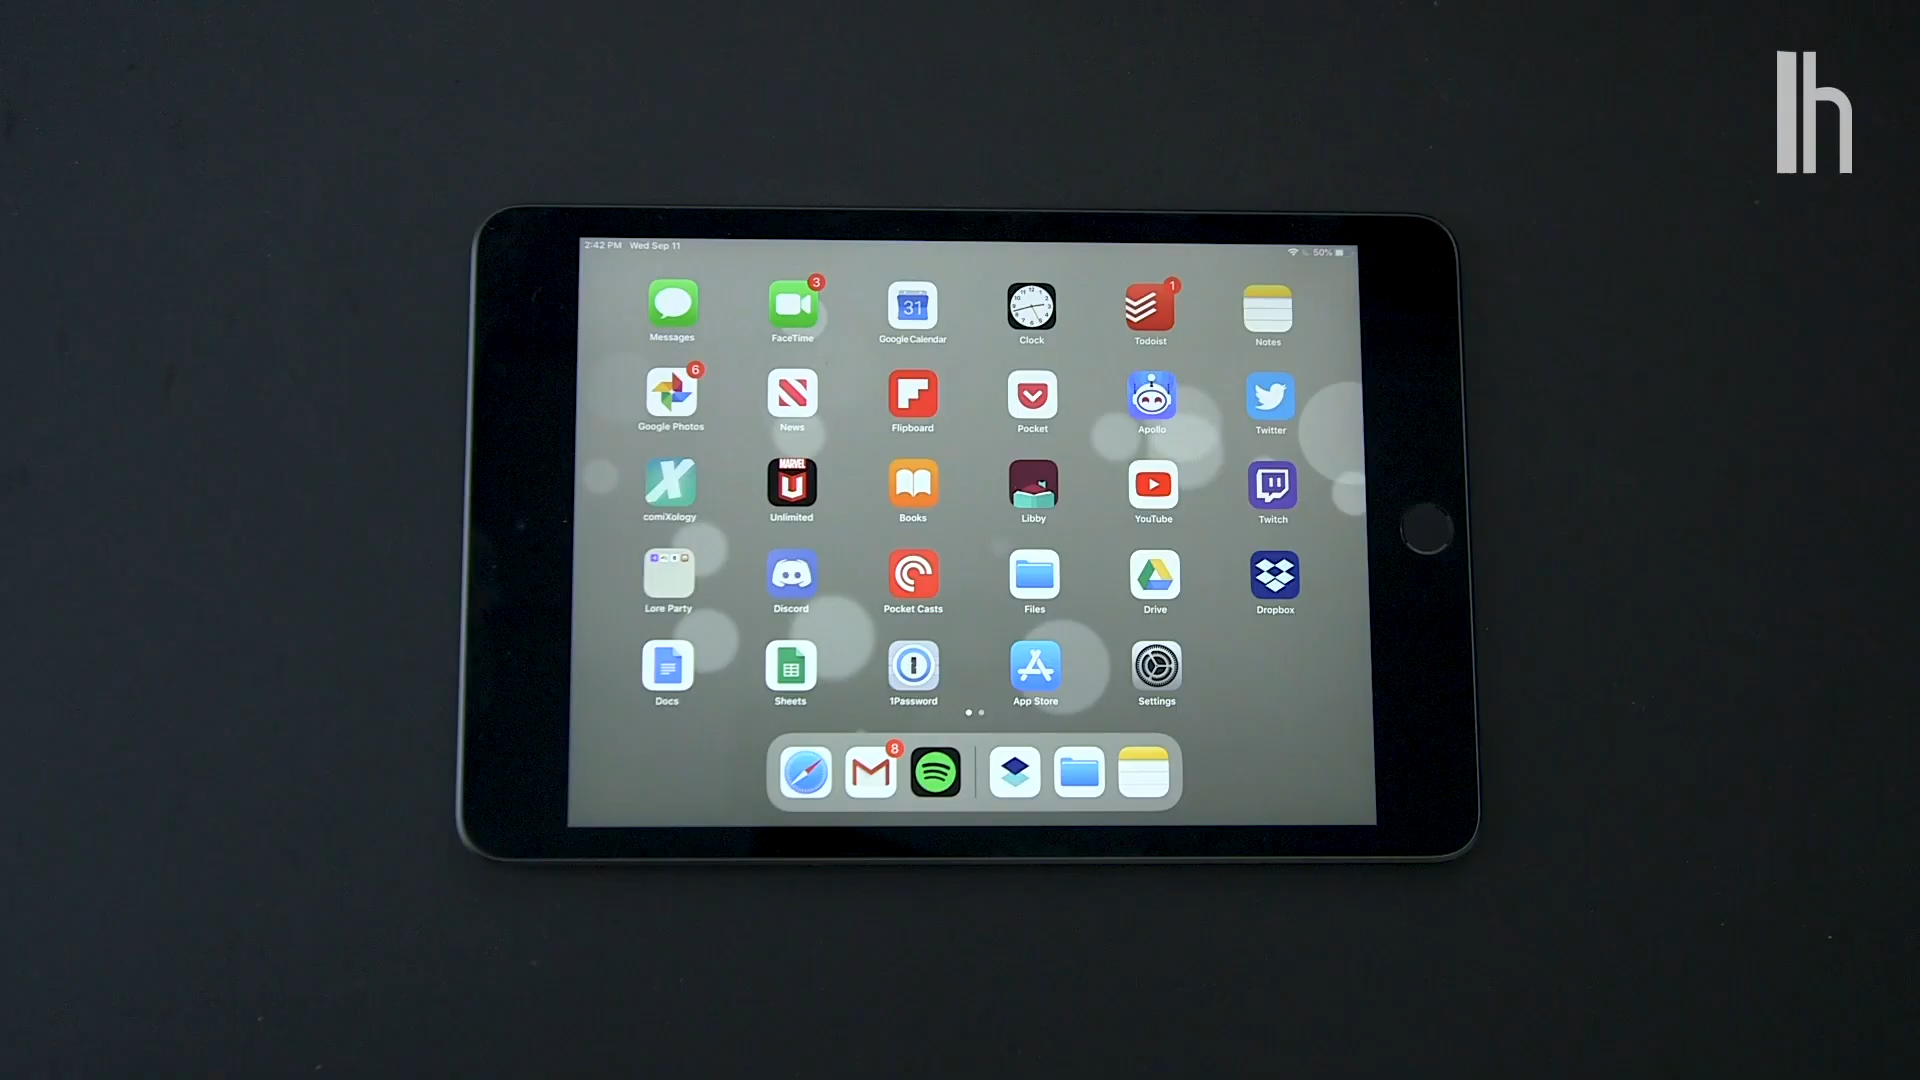 lh
2:42 PM Wed Sep 11
50%
3
31
1
Messages
FaceTime
Google Calendar
Clock
Todoist
Notes
6
Google Photos
News
Flipboard
Pocket
Apollo
Twitter
MARVEL
U
comiXology
Unlimited
Books
Libby
YouTube
Twitch
Lore Party
Discord
Pocket Casts
Files
Drive
Dropbox
Docs
Sheets
1Password
App Store
Settings
8